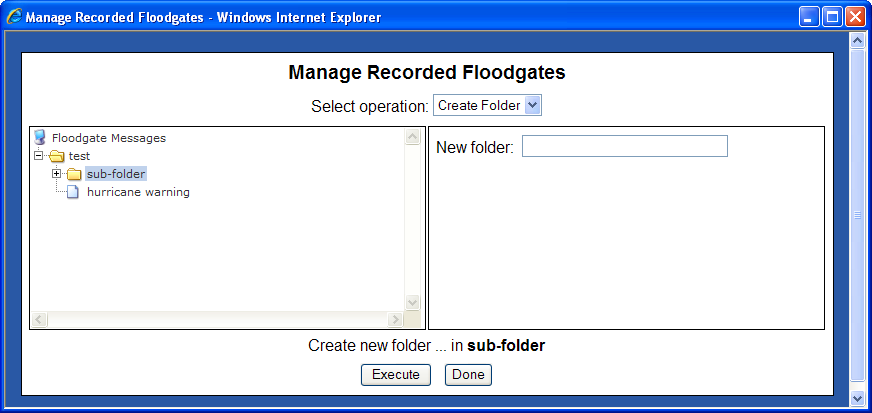 Manage Recorded Floodgates - Windows Internet Explorer
Manage Recorded Floodgates
Select operation: Create Folder
Floodgate Messages
test
sub-folder
hurricane warning
New folder:
Create new folder ... in sub-folder
Execute Done